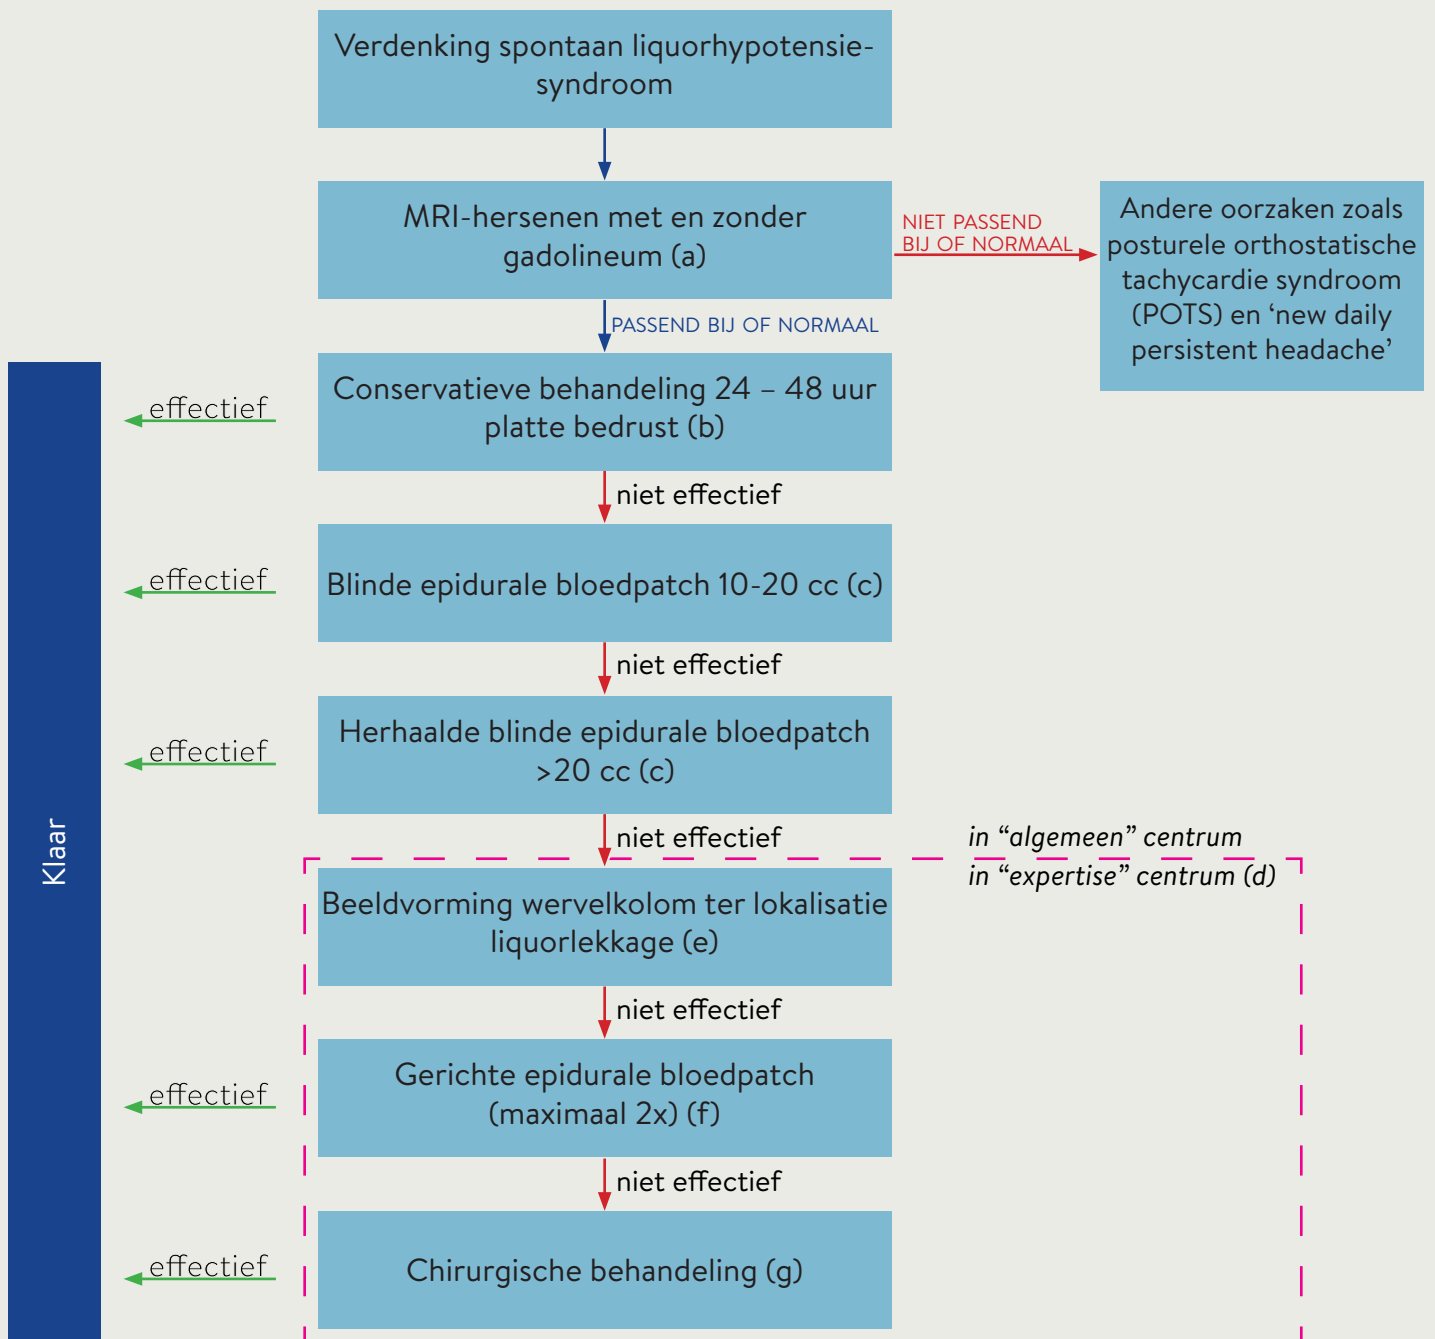 Verdenking spontaan liquorhypotensie-
syndroom
MRI-hersenen met en zonder
gadolineum (a)
NIET PASSEND
BIJ OF NORMAAL
Andere oorzaken zoals
posturele orthostatische
tachycardie syndroom
(POTS) en ‘new daily
persistent headache’
PASSEND BIJ OF NORMAAL
Conservatieve behandeling 24 – 48 uur
platte bedrust (b)
effectief
niet effectief
Blinde epidurale bloedpatch 10-20 cc (c)
effectief
niet effectief
Herhaalde blinde epidurale bloedpatch
>20 cc (c)
effectief
niet effectief
in “algemeen” centrum
in “expertise” centrum (d)
Klaar
Beeldvorming wervelkolom ter lokalisatie
liquorlekkage (e)
niet effectief
Gerichte epidurale bloedpatch
(maximaal 2x) (f)
effectief
niet effectief
Chirurgische behandeling (g)
effectief